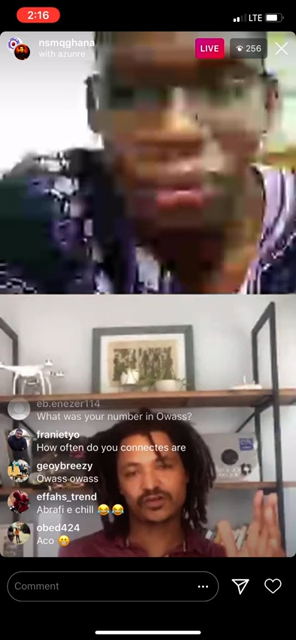 2:16
LTE
nsmqghana
with azunre
LIVE
256
eb.enezer114
What was your number in Owass?
franietyo
How often do you connectes are
geoybreezy
Owass owass
effahs_trend
Abrafi e chill 😂😂
obed424
Aco 😁
Comment